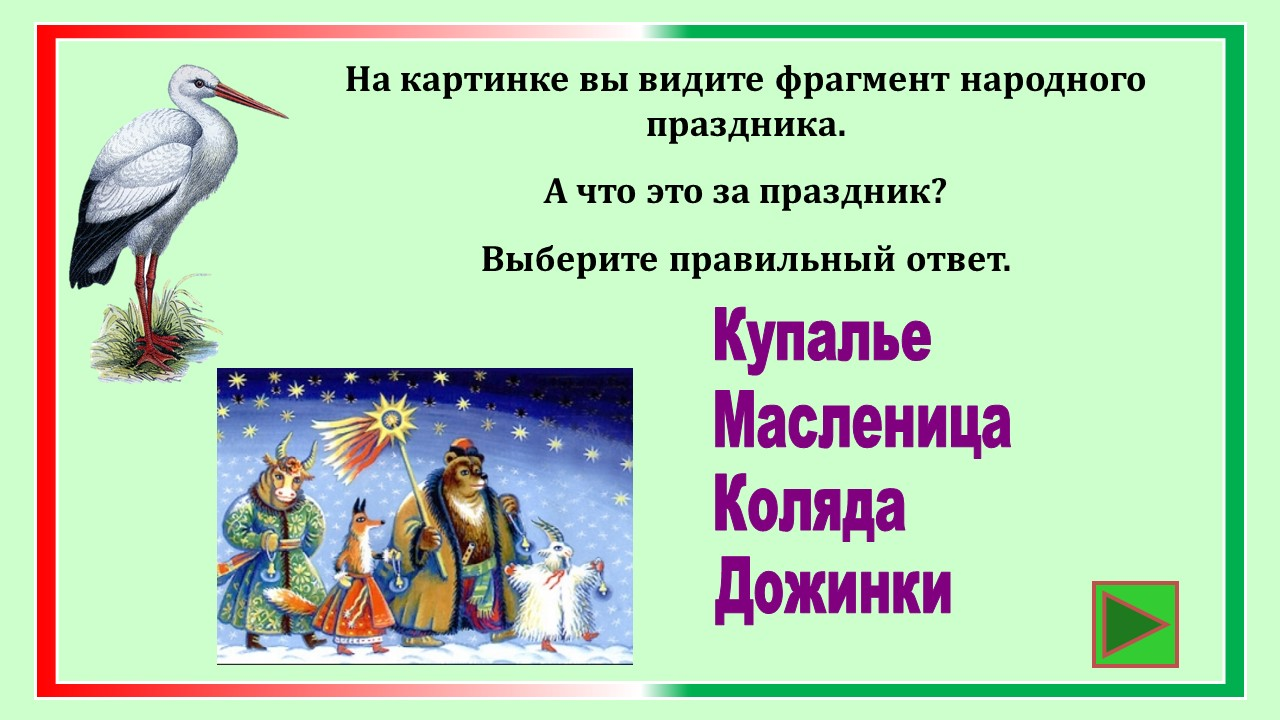 На картинке вы видите фрагмент народного
праздника.
А что это за праздник?
Выберите правильный ответ.
Купалье
Масленица
Коляда
Дожинки